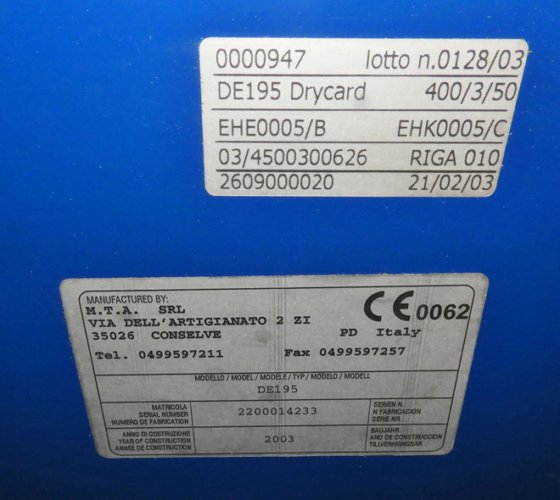 0000947 lotto n.0128/03
DE195 Drycard 400/3/50
EHE0005/B EHK0005/C
03/4500300626 RIGA 010
2609000020 21/02/03
MANUFACTURED BY:
M.T.A. SRL
VIA DELL'ARTIGIANATO 2 ZI
35026 CONSELVE PD Italy
Tel. 0499597211 Fax 0499597257
CE 0062
MODELLO / MODEL / MODELE / TYP / MODELO / MODELL
DE195
MATRICOLA
SERIAL NUMBER
NUMERO DE FABRICATION
2200014233
SERIEN N.
N FABRICACION
SERIE NR.
ANNO DI COSTRUZIONE
YEAR OF CONSTRUCTION
ANNEE DE CONSTRUCTION
2003
BAUJAHR
ANO DE CONSTRUCCION
TILLVERKNINGSAR